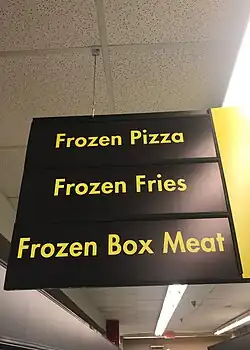 Frozen Pizza
Frozen Fries
Frozen Box Meat